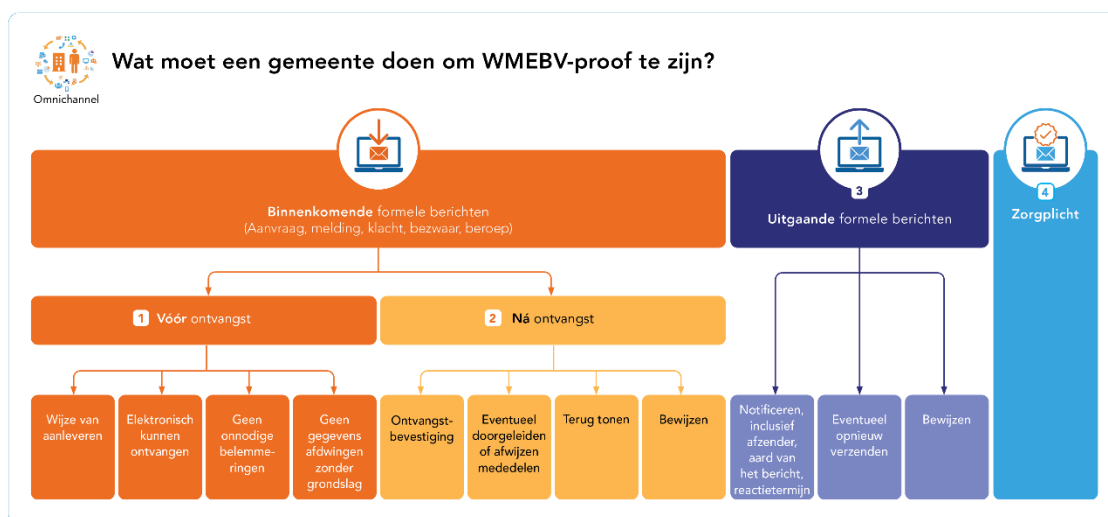 Omnichannel
Wat moet een gemeente doen om WMEBV-proof te zijn?
Binnenkomende formele berichten
(Aanvraag, melding, klacht, bezwaar, beroep)
3
Uitgaande formele berichten
4
Zorgplicht
1 Vóór ontvangst
2 Ná ontvangst
Wijze van
aanleveren
Elektronisch
kunnen
ontvangen
Geen
onnodige
belemme-
ringen
Geen
gegevens
afdwingen
zonder
grondslag
Ontvangst-
bevestiging
Eventueel
doorgeleiden
of afwijzen
mededelen
Terug tonen
Bewijzen
Notificeren,
inclusief
afzender,
aard van
het bericht,
reactietermijn
Eventueel
opnieuw
verzenden
Bewijzen